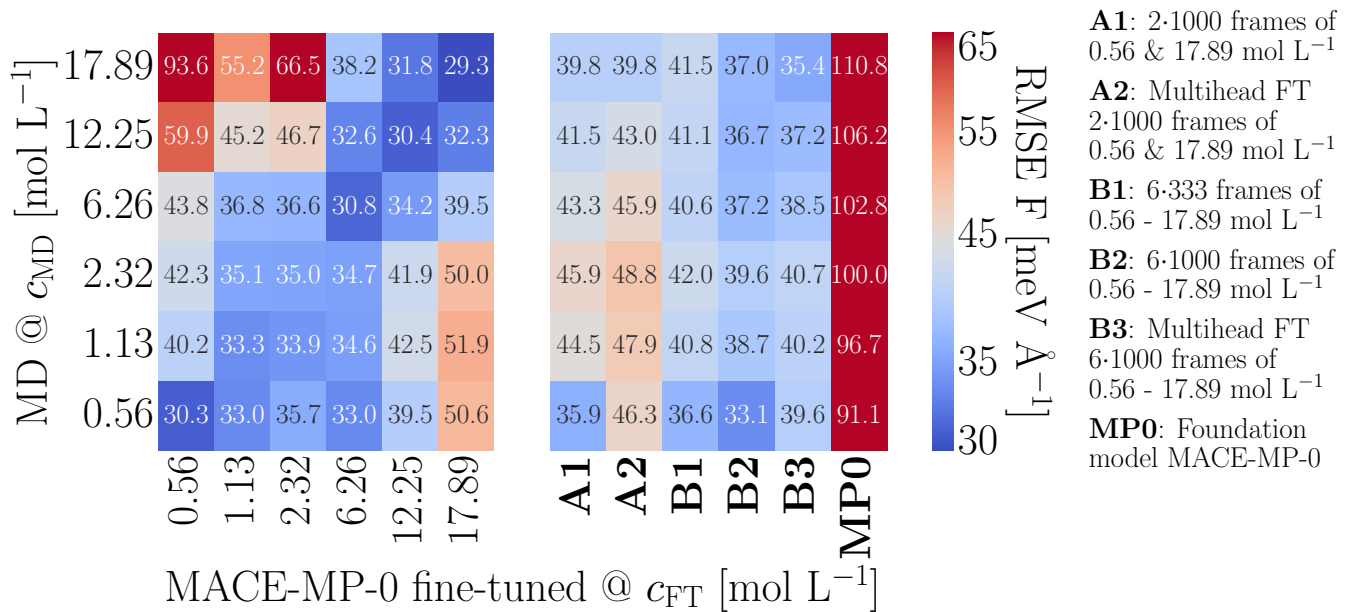 MD @ c_MD [mol L⁻¹]
17.89 93.6 55.2 66.5 38.2 31.8 29.3 39.8 39.8 41.5 37.0 35.4 110.8
12.25 59.9 45.2 46.7 32.6 30.4 32.3 41.5 43.0 41.1 36.7 37.2 106.2
6.26 43.8 36.8 36.6 30.8 34.2 39.5 43.3 45.9 40.6 37.2 38.5 102.8
2.32 42.3 35.1 35.0 34.7 41.9 50.0 45.9 48.8 42.0 39.6 40.7 100.0
1.13 40.2 33.3 33.9 34.6 42.5 51.9 44.5 47.9 40.8 38.7 40.2 96.7
0.56 30.3 33.0 35.7 33.0 39.5 50.6 35.9 46.3 36.6 33.1 39.6 91.1
0.56 1.13 2.32 6.26 12.25 17.89 A1 A2 B1 B2 B3 MP0
MACE-MP-0 fine-tuned @ c_FT [mol L⁻¹]
65
55
45
35
30
RMSE F [meV Å⁻¹]
A1: 2·1000 frames of
0.56 & 17.89 mol L⁻¹
A2: Multihead FT
2·1000 frames of
0.56 & 17.89 mol L⁻¹
B1: 6·333 frames of
0.56 - 17.89 mol L⁻¹
B2: 6·1000 frames of
0.56 - 17.89 mol L⁻¹
B3: Multihead FT
6·1000 frames of
0.56 - 17.89 mol L⁻¹
MP0: Foundation
model MACE-MP-0